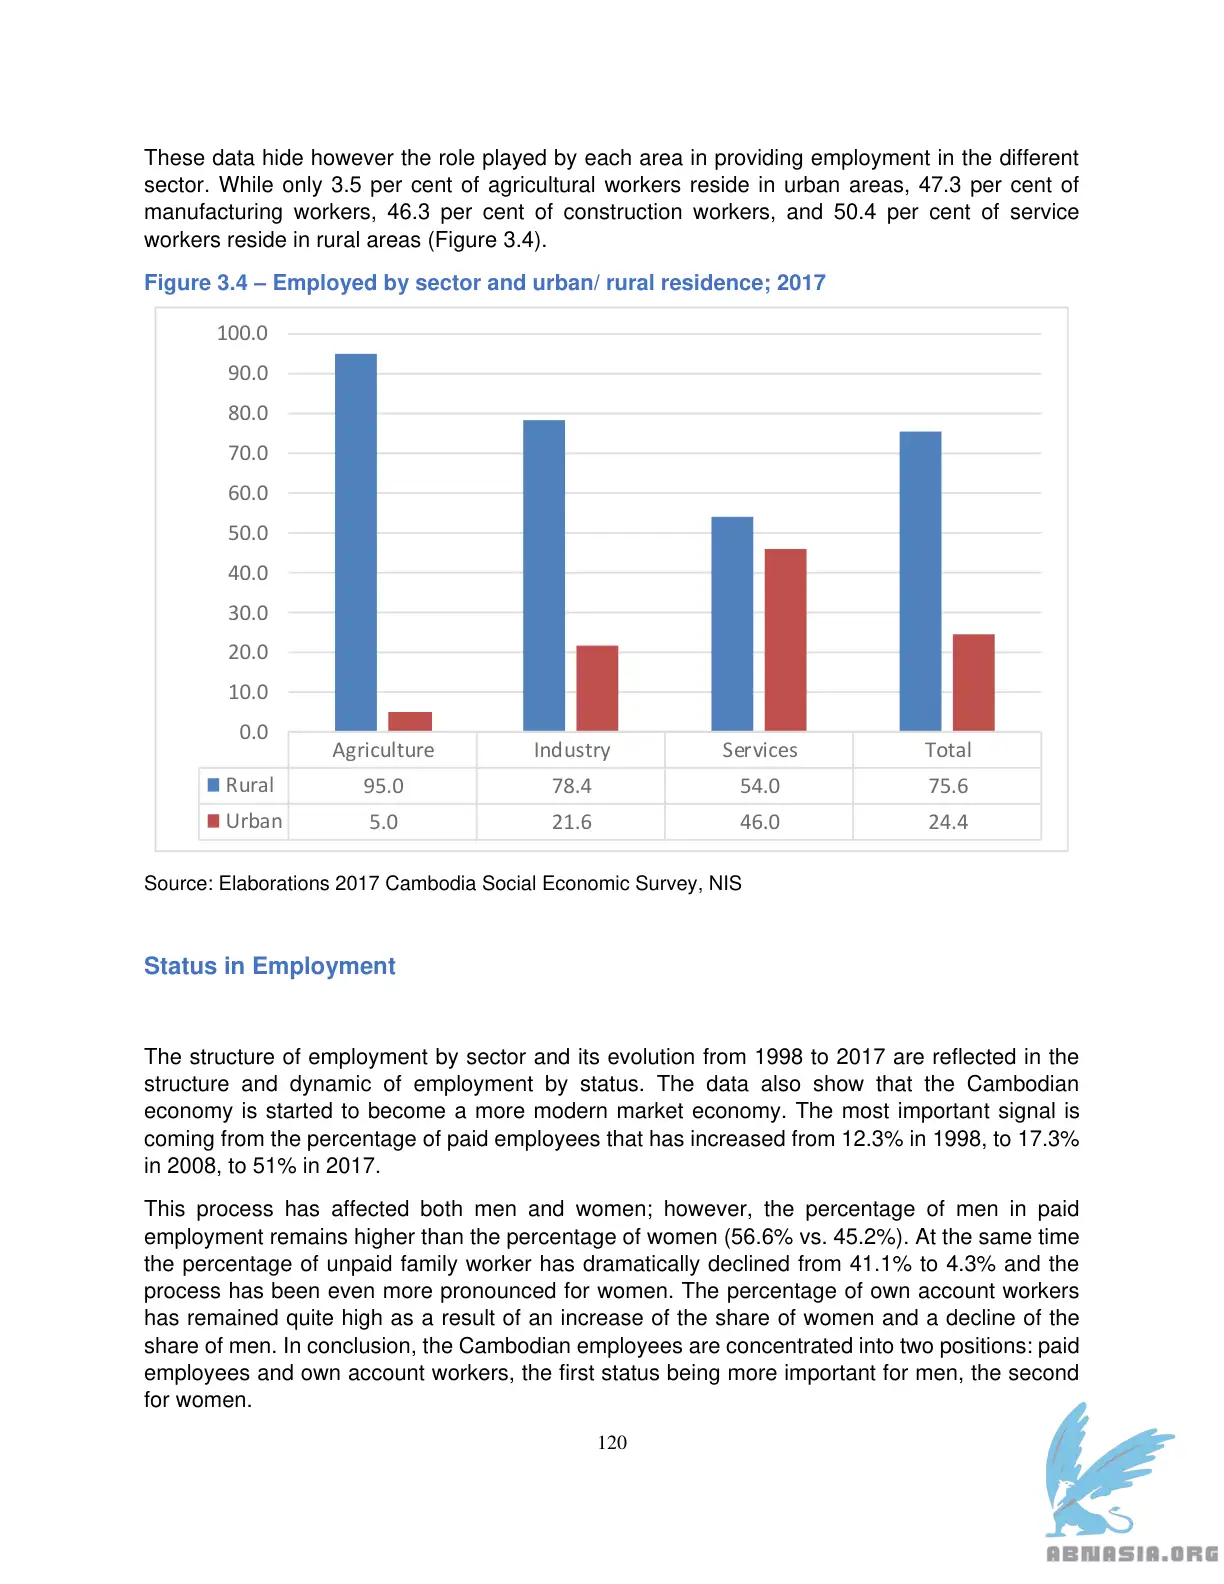 These data hide however the role played by each area in providing employment in the different
sector. While only 3.5 per cent of agricultural workers reside in urban areas, 47.3 per cent of
manufacturing workers, 46.3 per cent of construction workers, and 50.4 per cent of service
workers reside in rural areas (Figure 3.4).
Figure 3.4 – Employed by sector and urban/ rural residence; 2017
100.0
90.0
80.0
70.0
60.0
50.0
40.0
30.0
20.0
10.0
0.0
Agriculture Industry Services Total
Rural 95.0 78.4 54.0 75.6
Urban 5.0 21.6 46.0 24.4
Source: Elaborations 2017 Cambodia Social Economic Survey, NIS
Status in Employment
The structure of employment by sector and its evolution from 1998 to 2017 are reflected in the
structure and dynamic of employment by status. The data also show that the Cambodian
economy is started to become a more modern market economy. The most important signal is
coming from the percentage of paid employees that has increased from 12.3% in 1998, to 17.3%
in 2008, to 51% in 2017.
This process has affected both men and women; however, the percentage of men in paid
employment remains higher than the percentage of women (56.6% vs. 45.2%). At the same time
the percentage of unpaid family worker has dramatically declined from 41.1% to 4.3% and the
process has been even more pronounced for women. The percentage of own account workers
has remained quite high as a result of an increase of the share of women and a decline of the
share of men. In conclusion, the Cambodian employees are concentrated into two positions: paid
employees and own account workers, the first status being more important for men, the second
for women.
120
ABNASIA.ORG